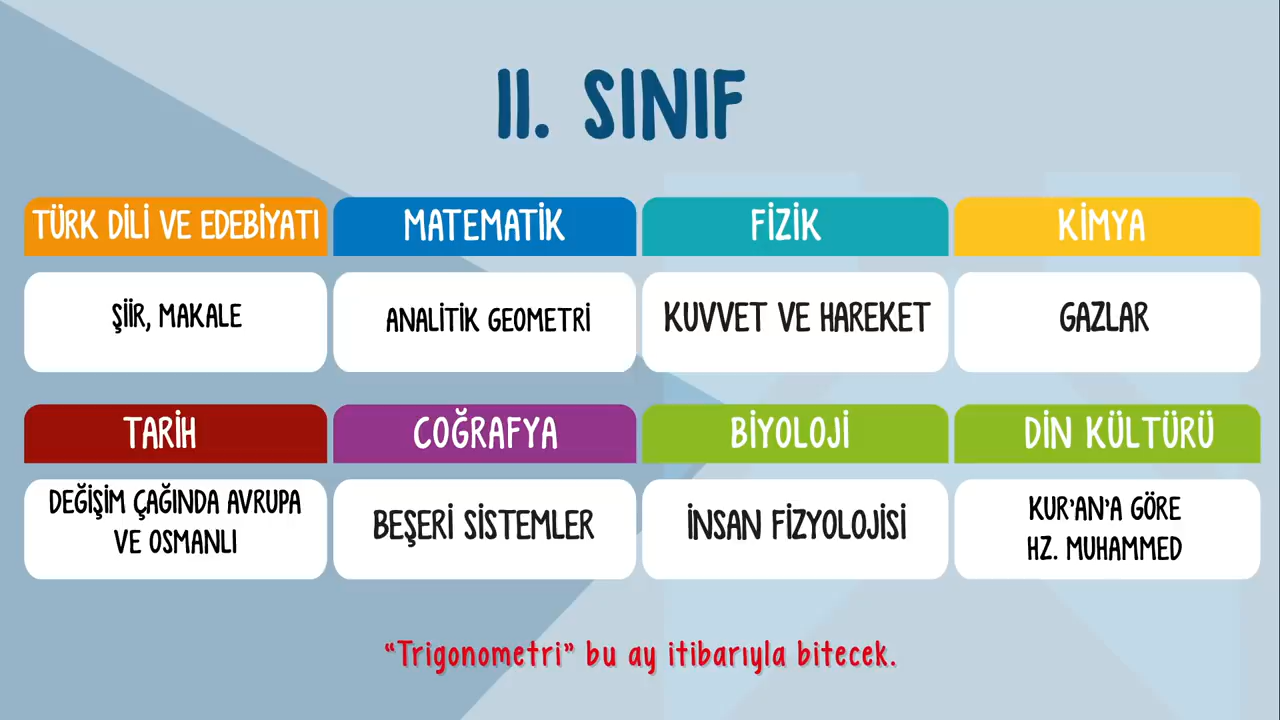 11. SINIF
TÜRK DİLİ VE EDEBİYATI
MATEMATİK
FİZİK
KİMYA
ŞİİR, MAKALE
ANALİTİK GEOMETRİ
KUVVET VE HAREKET
GAZLAR
TARİH
COĞRAFYA
BİYOLOJİ
DİN KÜLTÜRÜ
DEĞİŞİM ÇAĞINDA AVRUPA
VE OSMANLI
BEŞERİ SİSTEMLER
İNSAN FİZYOLOJİSİ
KUR'AN'A GÖRE
HZ. MUHAMMED
“Trigonometri” bu ay itibarıyla bitecek.